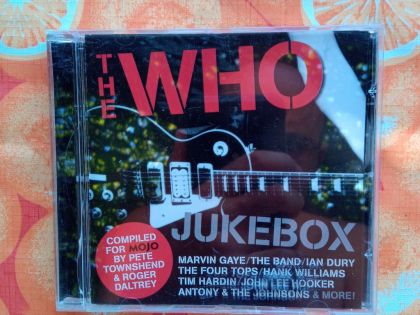 THE WHO
JUKEBOX
COMPILED
FOR MOJO
BY PETE
TOWNSHEND
& ROGER
DALTREY
MARVIN GAYE/THE BAND/IAN DURY
THE FOUR TOPS/HANK WILLIAMS
TIM HARDIN/JOHN LEE HOOKER
ANTONY & THE JOHNSONS & MORE!